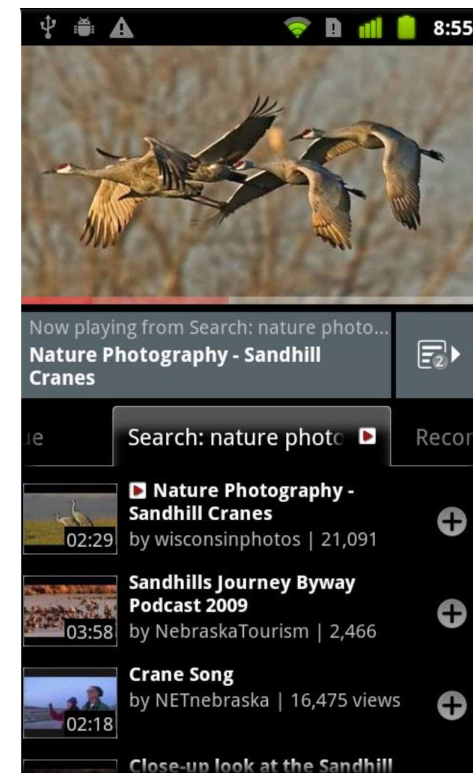 8:55
Now playing from Search: nature photo...
Nature Photography - Sandhill
Cranes
2
ue
Search: nature photo
Recor
Nature Photography -
Sandhill Cranes
02:29
by wisconsinphotos | 21,091
Sandhills Journey Byway
Podcast 2009
03:58
by NebraskaTourism | 2,466
Crane Song
by NETnebraska | 16,475 views
02:18
Close-up look at the Sandhill